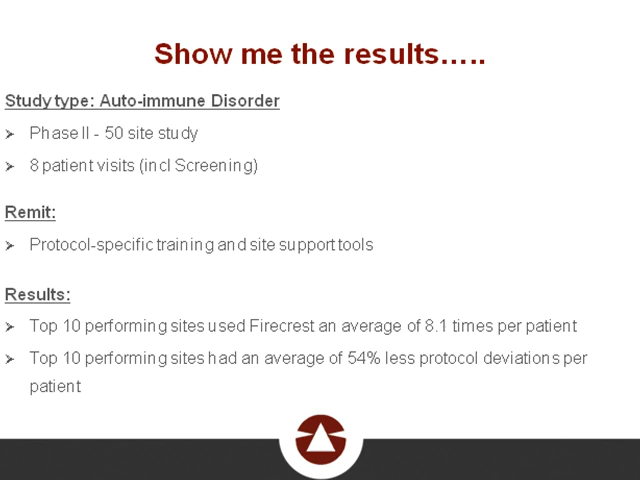 Show me the results…..
Study type: Auto-immune Disorder
Phase II - 50 site study
8 patient visits (incl Screening)
Remit:
Protocol-specific training and site support tools
Results:
Top 10 performing sites used Firecrest an average of 8.1 times per patient
Top 10 performing sites had an average of 54% less protocol deviations per
patient